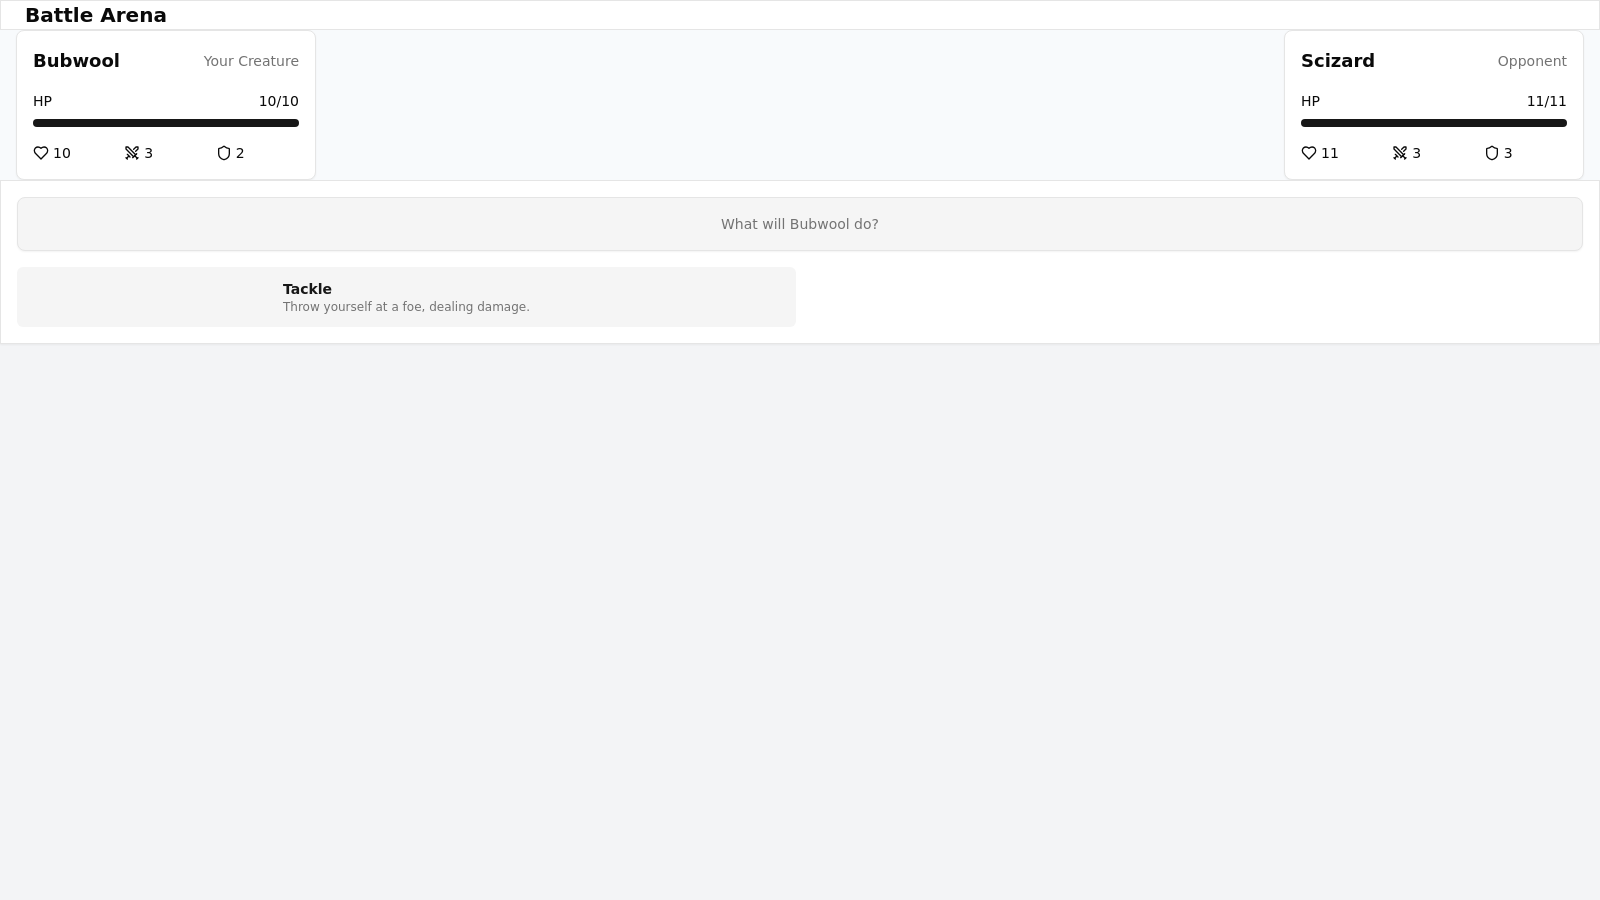 Battle Arena
Bubwool
Your Creature
HP
10/10
10
3
2
Scizard
Opponent
HP
11/11
11
3
3
What will Bubwool do?
Tackle
Throw yourself at a foe, dealing damage.